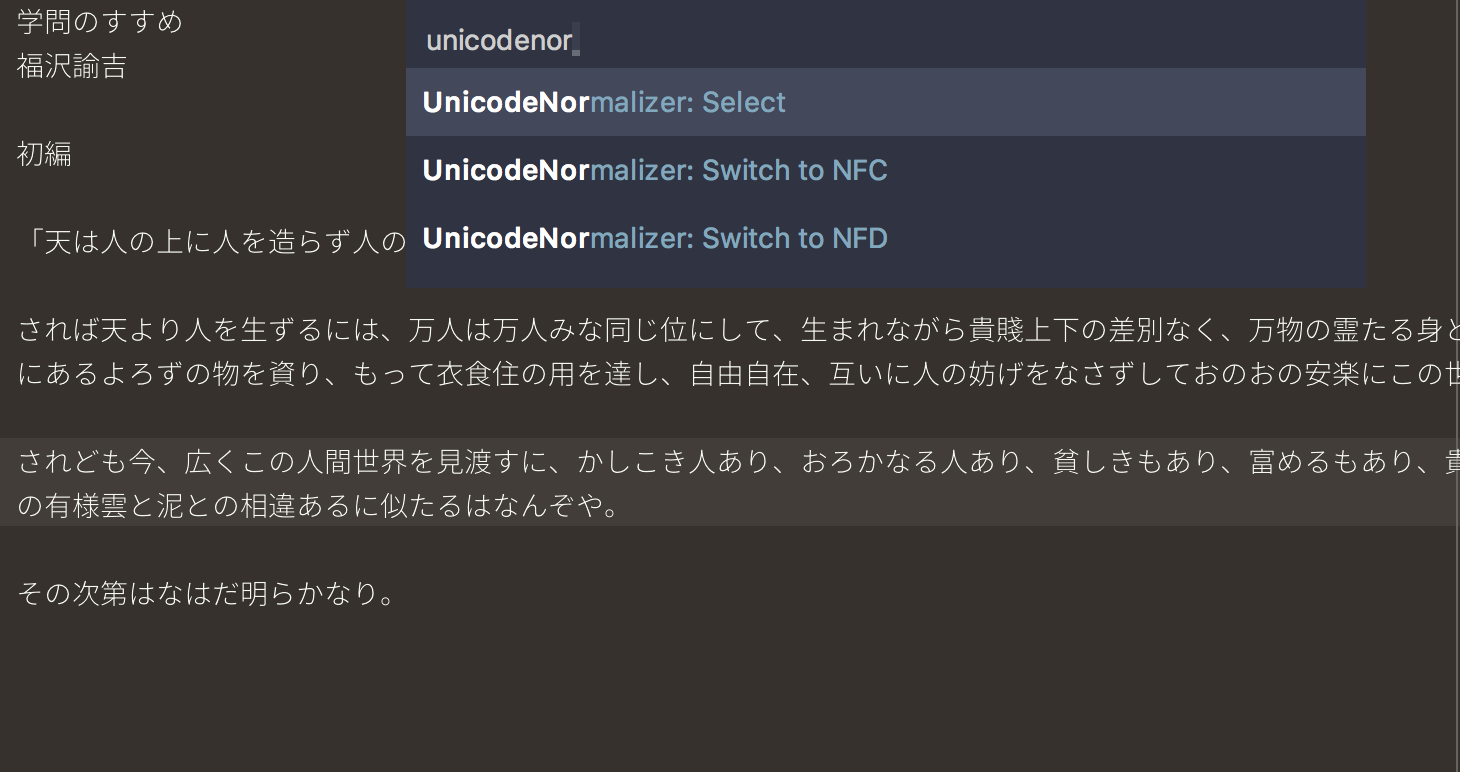 学問のすすめ
福沢諭吉
初編
「天は人の上に人を造らず人の
unicodenor
UnicodeNormalizer: Select
UnicodeNormalizer: Switch to NFC
UnicodeNormalizer: Switch to NFD
されば天より人を生ずるには、万人は万人みな同じ位にして、生まれながら貴賤上下の差別なく、万物の霊たる身と
にあるよろずの物を資り、もって衣食住の用を達し、自由自在、互いに人の妨げをなさずしておのおの安楽にこの世
されども今、広くこの人間世界を見渡すに、かしこき人あり、おろかなる人あり、貧しきもあり、富めるもあり、貴
の有様雲と泥との相違あるに似たるはなんぞや。
その次第はなはだ明らかなり。